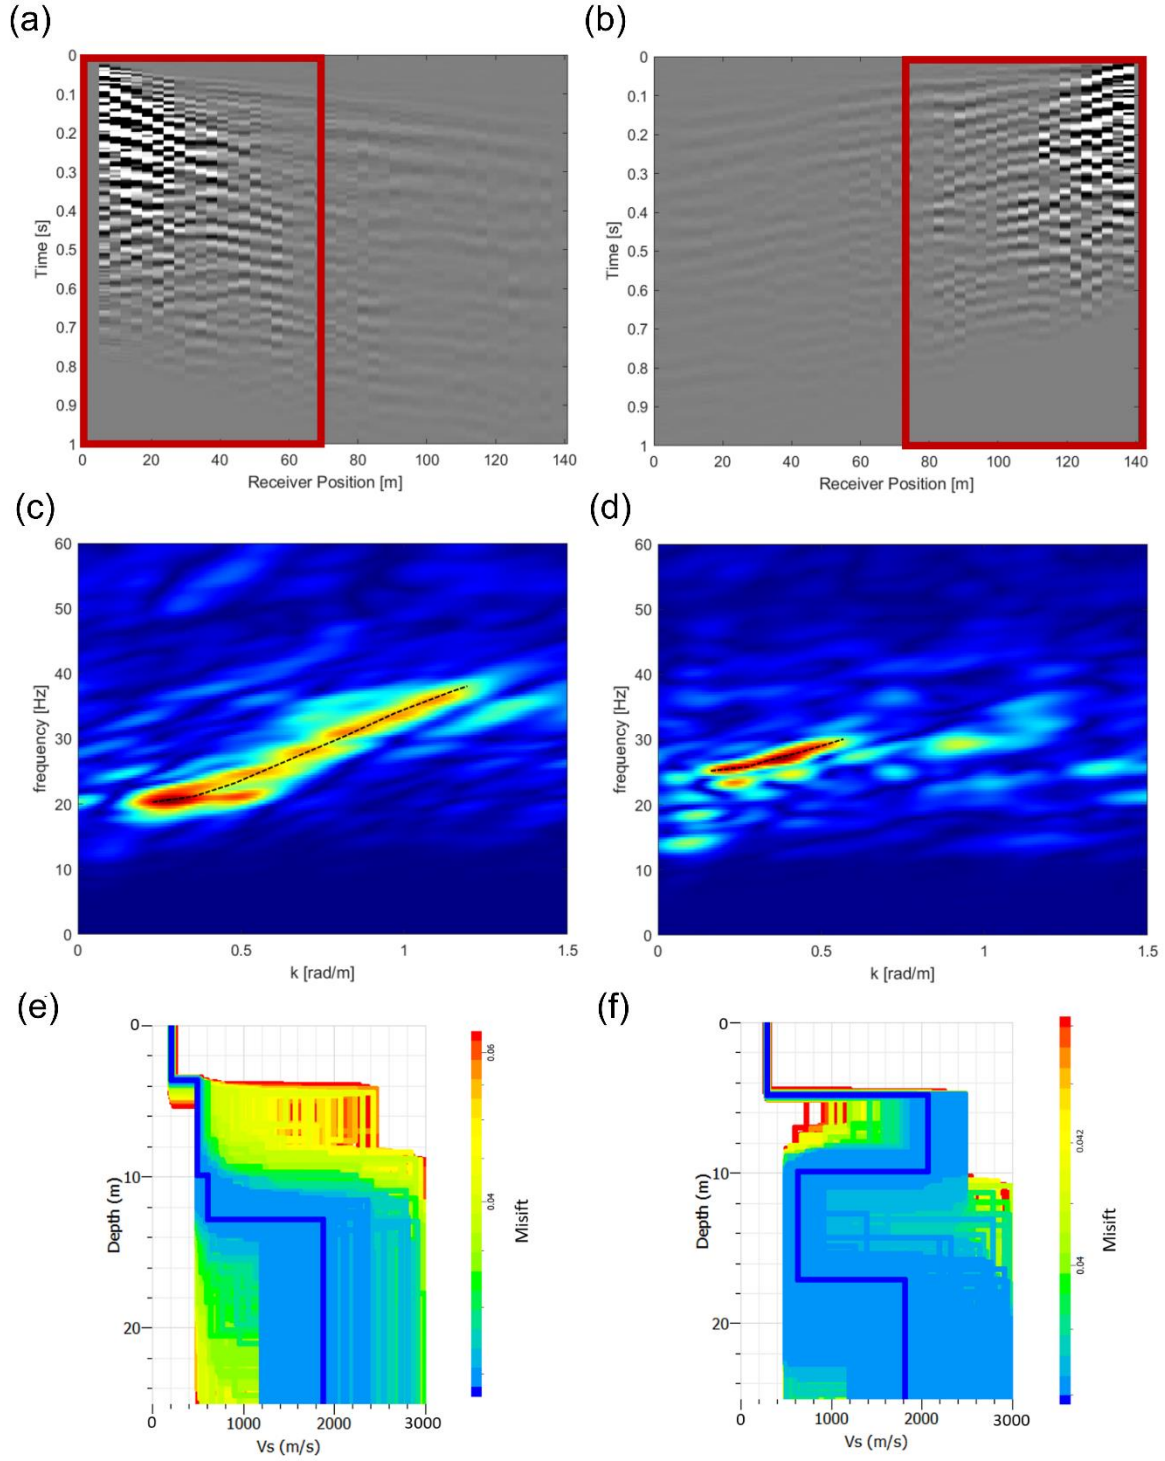 (a)
(b)
0
0.1
0.2
0.3
0.4
0.5
0.6
0.7
0.8
0.9
1
Time [s]
0 20 40 60 80 100 120 140
Receiver Position [m]
0
0.1
0.2
0.3
0.4
0.5
0.6
0.7
0.8
0.9
1
Time [s]
0 20 40 60 80 100 120 140
Receiver Position [m]
(c)
(d)
60
50
40
30
20
10
0
frequency [Hz]
0 0.5 1 1.5
k [rad/m]
60
50
40
30
20
10
0
frequency [Hz]
0 0.5 1 1.5
k [rad/m]
(e)
(f)
0
10
20
Depth (m)
0 1000 2000 3000
Vs (m/s)
0.06
0.04
Misift
0
10
20
Depth (m)
0 1000 2000 3000
Vs (m/s)
0.042
0.04
Misift